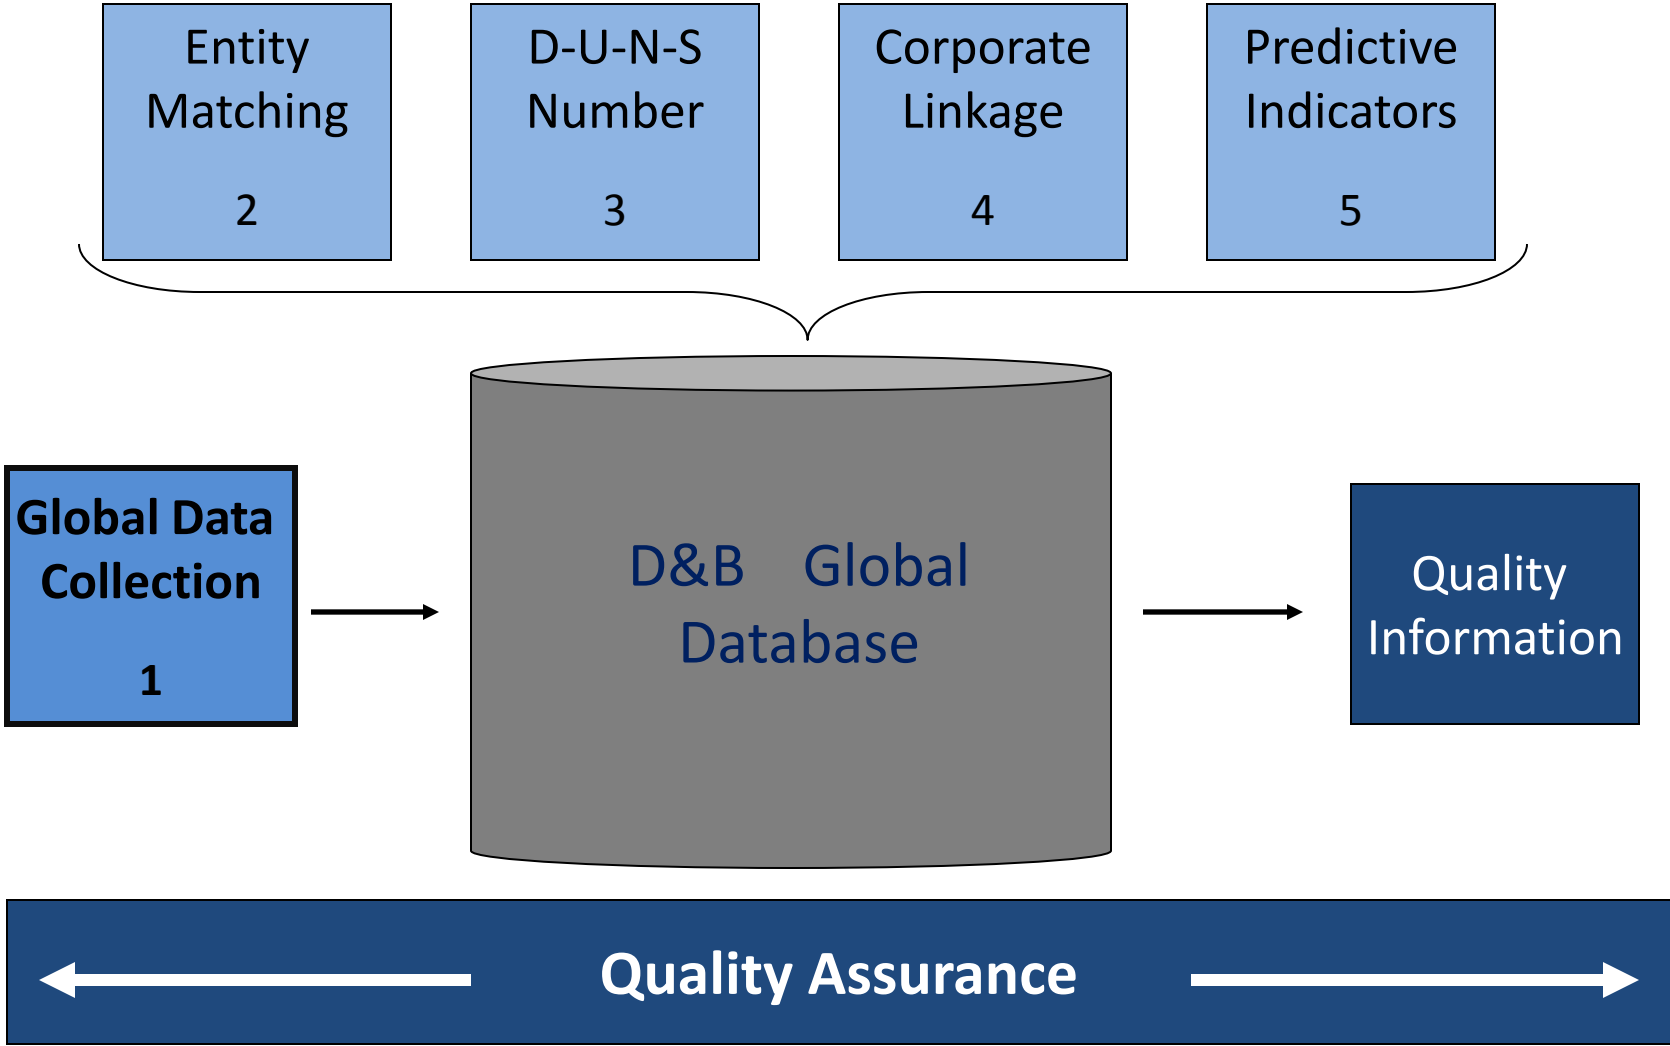 Entity
Matching
2
D-U-N-S
Number
3
Corporate
Linkage
4
Predictive
Indicators
5
Global Data
Collection
1
D&B Global
Database
Quality
Information
Quality Assurance